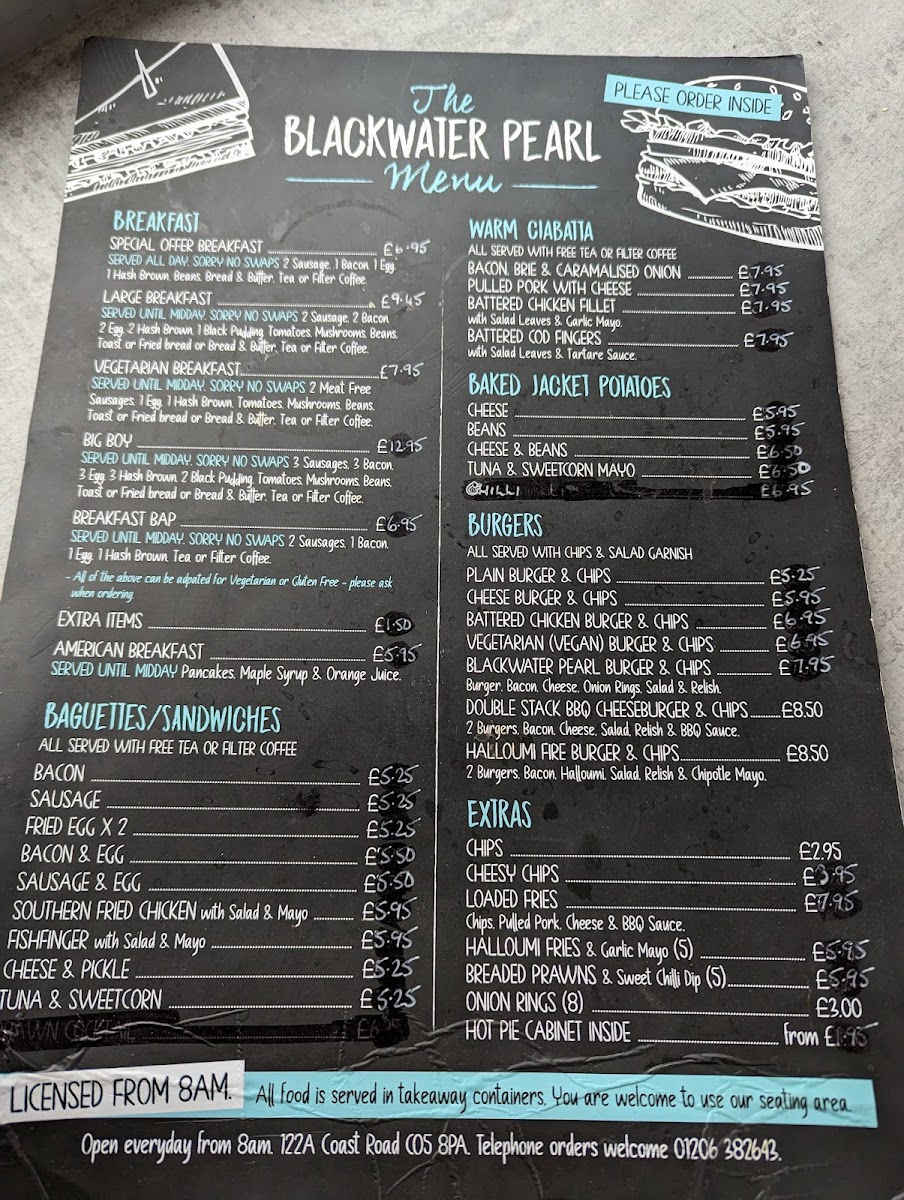 The
BLACKWATER PEARL
Menu
PLEASE ORDER INSIDE
BREAKFAST
SPECIAL OFFER BREAKFAST £6.95
SERVED ALL DAY. SORRY NO SWAPS 2 Sausage. 1 Bacon. 1 Egg.
1 Hash Brown. Beans. Bread & Butter. Tea or Filter Coffee.
LARGE BREAKFAST £9.45
SERVED UNTIL MIDDAY. SORRY NO SWAPS 2 Sausage. 2 Bacon.
2 Egg. 2 Hash Brown. 1 Black Pudding. Tomatoes. Mushrooms. Beans.
Toast or Fried bread or Bread & Butter. Tea or Filter Coffee.
VEGETARIAN BREAKFAST £7.95
SERVED UNTIL MIDDAY. SORRY NO SWAPS 2 Meat Free
Sausages. 1 Egg. 1 Hash Brown. Tomatoes. Mushrooms. Beans.
Toast or Fried bread or Bread & Butter. Tea or Filter Coffee.
BIG BOY £12.95
SERVED UNTIL MIDDAY. SORRY NO SWAPS 3 Sausages. 3 Bacon.
3 Egg. 3 Hash Brown. 2 Black Pudding. Tomatoes. Mushrooms. Beans.
Toast or Fried bread or Bread & Butter. Tea or Filter Coffee.
BREAKFAST BAP £6.95
SERVED UNTIL MIDDAY. SORRY NO SWAPS 2 Sausages. 1 Bacon.
1 Egg. 1 Hash Brown. Tea or Filter Coffee.
- All of the above can be adpated for Vegetarian or Gluten Free - please ask
when ordering.
EXTRA ITEMS £1.50
AMERICAN BREAKFAST £5.95
SERVED UNTIL MIDDAY Pancakes. Maple Syrup & Orange Juice.
BAGUETTES/SANDWICHES
ALL SERVED WITH FREE TEA OR FILTER COFFEE
BACON £5.25
SAUSAGE £5.25
FRIED EGG X 2 £5.25
BACON & EGG £5.50
SAUSAGE & EGG £5.50
SOUTHERN FRIED CHICKEN with Salad & Mayo £5.95
FISHFINGER with Salad & Mayo £5.95
CHEESE & PICKLE £5.25
TUNA & SWEETCORN £5.25
WARM CIABATTA
ALL SERVED WITH FREE TEA OR FILTER COFFEE
BACON, BRIE & CARAMALISED ONION £7.95
PULLED PORK WITH CHEESE £7.95
BATTERED CHICKEN FILLET £7.95
with Salad Leaves & Garlic Mayo.
BATTERED COD FINGERS £7.95
with Salad Leaves & Tartare Sauce.
BAKED JACKET POTATOES
CHEESE £5.95
BEANS £5.95
CHEESE & BEANS £6.50
TUNA & SWEETCORN MAYO £6.50
CHILLI £6.95
BURGERS
ALL SERVED WITH CHIPS & SALAD GARNISH
PLAIN BURGER & CHIPS £5.25
CHEESE BURGER & CHIPS £5.95
BATTERED CHICKEN BURGER & CHIPS £6.95
VEGETARIAN (VEGAN) BURGER & CHIPS £6.95
BLACKWATER PEARL BURGER & CHIPS £7.95
Burger. Bacon. Cheese. Onion Rings. Salad & Relish.
DOUBLE STACK BBQ CHEESEBURGER & CHIPS £8.50
2 Burgers. Bacon. Cheese. Salad. Relish & BBQ Sauce.
HALLOUMI FIRE BURGER & CHIPS £8.50
2 Burgers. Bacon. Halloumi. Salad. Relish & Chipotle Mayo.
EXTRAS
CHIPS £2.95
CHEESY CHIPS £3.95
LOADED FRIES £7.95
Chips. Pulled Pork. Cheese & BBQ Sauce.
HALLOUMI FRIES & Garlic Mayo (5) £5.95
BREADED PRAWNS & Sweet Chilli Dip (5) £5.95
ONION RINGS (8) £3.00
HOT PIE CABINET INSIDE from £1.95
LICENSED FROM 8AM. All food is served in takeaway containers. You are welcome to use our seating area.
Open everyday from 8am. 122A Coast Road CO5 8PA. Telephone orders welcome 01206 382643.